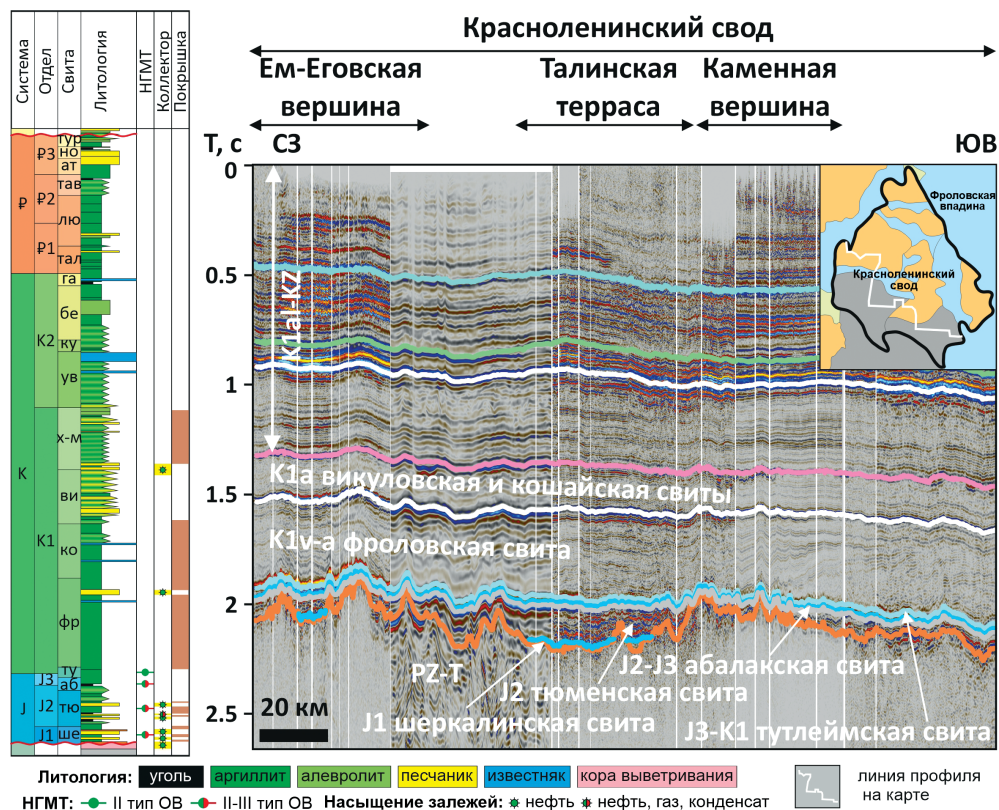 Красноленинский свод
Ем-Еговская
вершина
Талинская
терраса
Каменная
вершина
Система
Отдел
Свита
Литология
НГМТ
Коллектор
Покрышка
Т, с
СЗ
ЮВ
0
0.5
1
1.5
2
2.5
₽
₽3
₽2
₽1
K
K2
K1
J
J3
J2
J1
тур
но
ат
тав
лю
тал
га
бе
ку
ув
х-м
ви
ко
фр
ту
аб
тю
ше
K1al-KZ
K1a викуловская и кошайская свиты
K1v-a фроловская свита
PZ-T
J2-J3 абалакская свита
J2 тюменская свита
J1 шеркалинская свита
J3-K1 тутлеймская свита
20 км
Фроловская
впадина
Красноленинский
свод
Литология:
уголь
аргиллит
алевролит
песчаник
известняк
кора выветривания
линия профиля
на карте
НГМТ:
II тип ОВ
II-III тип ОВ
Насыщение залежей:
нефть
нефть, газ, конденсат